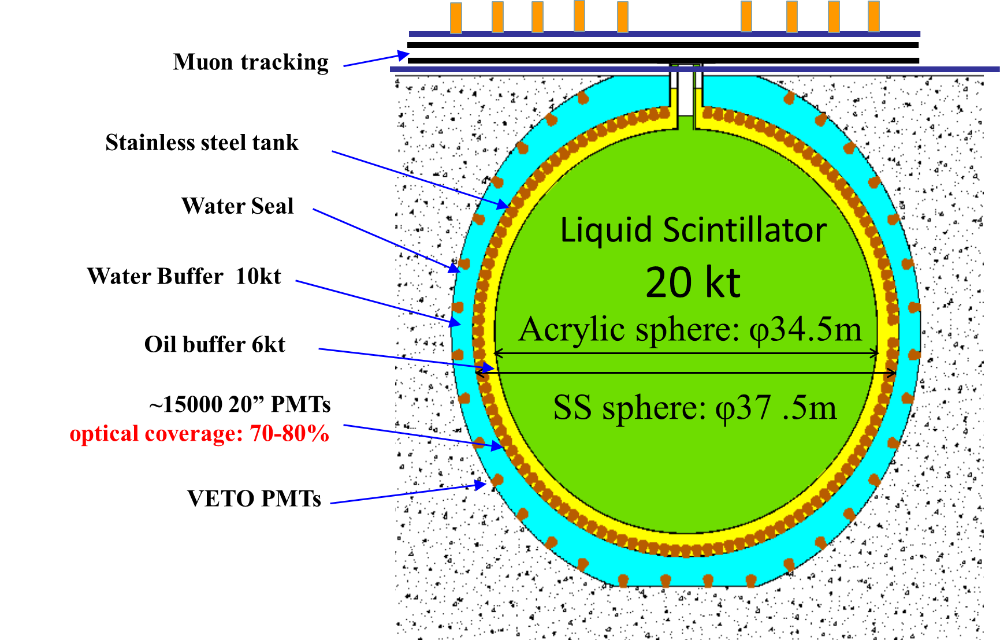 Muon tracking
Stainless steel tank
Water Seal
Water Buffer  10kt
Oil buffer 6kt
~15000 20” PMTs
optical coverage: 70-80%
VETO PMTs
Liquid Scintillator
20 kt
Acrylic sphere: φ34.5m
SS sphere: φ37 .5m